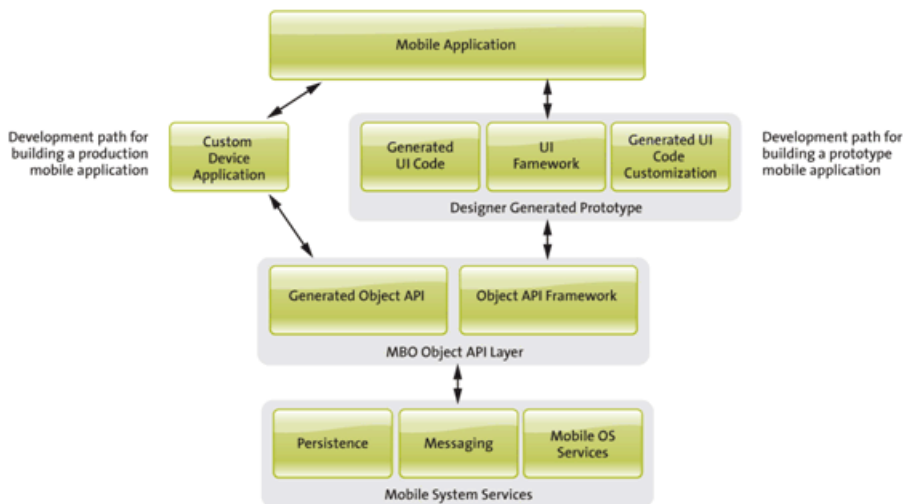 Mobile Application
Development path for
building a production
mobile application
Custom
Device
Application
Generated
UI Code
UI
Famework
Generated UI
Code
Customization
Development path for
building a prototype
mobile application
Designer Generated Prototype
Generated Object API
Object API Framework
MBO Object API Layer
Persistence
Messaging
Mobile OS
Services
Mobile System Services